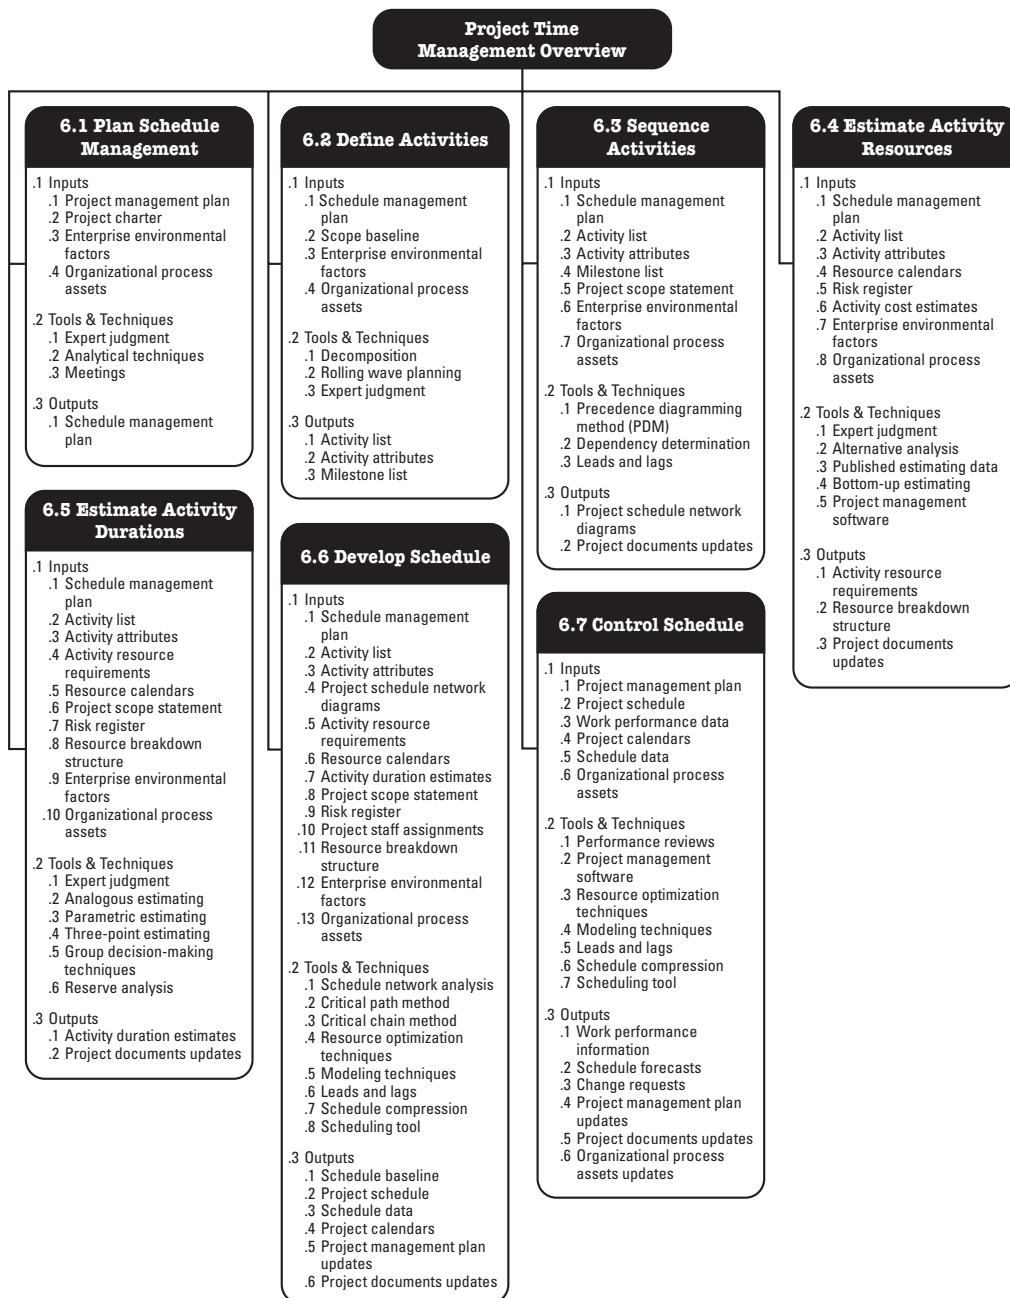 Project Time
Management Overview
6.1 Plan Schedule
Management
.1 Inputs
.1 Project management plan
.2 Project charter
.3 Enterprise environmental
factors
.4 Organizational process
assets
.2 Tools & Techniques
.1 Expert judgment
.2 Analytical techniques
.3 Meetings
.3 Outputs
.1 Schedule management
plan
6.2 Define Activities
.1 Inputs
.1 Schedule management
plan
.2 Scope baseline
.3 Enterprise environmental
factors
.4 Organizational process
assets
.2 Tools & Techniques
.1 Decomposition
.2 Rolling wave planning
.3 Expert judgment
.3 Outputs
.1 Activity list
.2 Activity attributes
.3 Milestone list
6.3 Sequence
Activities
.1 Inputs
.1 Schedule management
plan
.2 Activity list
.3 Activity attributes
.4 Milestone list
.5 Project scope statement
.6 Enterprise environmental
factors
.7 Organizational process
assets
.2 Tools & Techniques
.1 Precedence diagramming
method (PDM)
.2 Dependency determination
.3 Leads and lags
.3 Outputs
.1 Project schedule network
diagrams
.2 Project documents updates
6.4 Estimate Activity
Resources
.1 Inputs
.1 Schedule management
plan
.2 Activity list
.3 Activity attributes
.4 Resource calendars
.5 Risk register
.6 Activity cost estimates
.7 Enterprise environmental
factors
.8 Organizational process
assets
.2 Tools & Techniques
.1 Expert judgment
.2 Alternative analysis
.3 Published estimating data
.4 Bottom-up estimating
.5 Project management
software
.3 Outputs
.1 Activity resource
requirements
.2 Resource breakdown
structure
.3 Project documents
updates
6.5 Estimate Activity
Durations
.1 Inputs
.1 Schedule management
plan
.2 Activity list
.3 Activity attributes
.4 Activity resource
requirements
.5 Resource calendars
.6 Project scope statement
.7 Risk register
.8 Resource breakdown
structure
.9 Enterprise environmental
factors
.10 Organizational process
assets
.2 Tools & Techniques
.1 Expert judgment
.2 Analogous estimating
.3 Parametric estimating
.4 Three-point estimating
.5 Group decision-making
techniques
.6 Reserve analysis
.3 Outputs
.1 Activity duration estimates
.2 Project documents updates
6.6 Develop Schedule
.1 Inputs
.1 Schedule management
plan
.2 Activity list
.3 Activity attributes
.4 Project schedule network
diagrams
.5 Activity resource
requirements
.6 Resource calendars
.7 Activity duration estimates
.8 Project scope statement
.9 Risk register
.10 Project staff assignments
.11 Resource breakdown
structure
.12 Enterprise environmental
factors
.13 Organizational process
assets
.2 Tools & Techniques
.1 Schedule network analysis
.2 Critical path method
.3 Critical chain method
.4 Resource optimization
techniques
.5 Modeling techniques
.6 Leads and lags
.7 Schedule compression
.8 Scheduling tool
.3 Outputs
.1 Schedule baseline
.2 Project schedule
.3 Schedule data
.4 Project calendars
.5 Project management plan
updates
.6 Project documents updates
6.7 Control Schedule
.1 Inputs
.1 Project management plan
.2 Project schedule
.3 Work performance data
.4 Project calendars
.5 Schedule data
.6 Organizational process
assets
.2 Tools & Techniques
.1 Performance reviews
.2 Project management
software
.3 Resource optimization
techniques
.4 Modeling techniques
.5 Leads and lags
.6 Schedule compression
.7 Scheduling tool
.3 Outputs
.1 Work performance
information
.2 Schedule forecasts
.3 Change requests
.4 Project management plan
updates
.5 Project documents updates
.6 Organizational process
assets updates